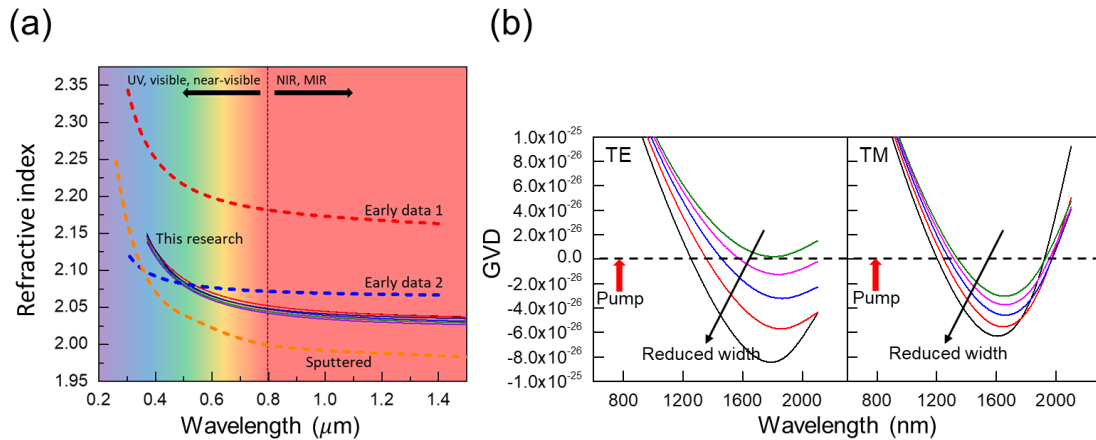 (a)
(b)
UV, visible, near-visible
NIR, MIR
2.35
2.30
2.25
2.20
2.15
2.10
2.05
2.00
1.95
Refractive index
Early data 1
This research
Early data 2
Sputtered
0.2 0.4 0.6 0.8 1.0 1.2 1.4
Wavelength (μm)
GVD
1.0x10⁻²⁵
8.0x10⁻²⁶
6.0x10⁻²⁶
4.0x10⁻²⁶
2.0x10⁻²⁶
0.0
-2.0x10⁻²⁶
-4.0x10⁻²⁶
-6.0x10⁻²⁶
-8.0x10⁻²⁶
-1.0x10⁻²⁵
TE
Pump
Reduced width
TM
Pump
Reduced width
800 1200 1600 2000 800 1200 1600 2000
Wavelength (nm)